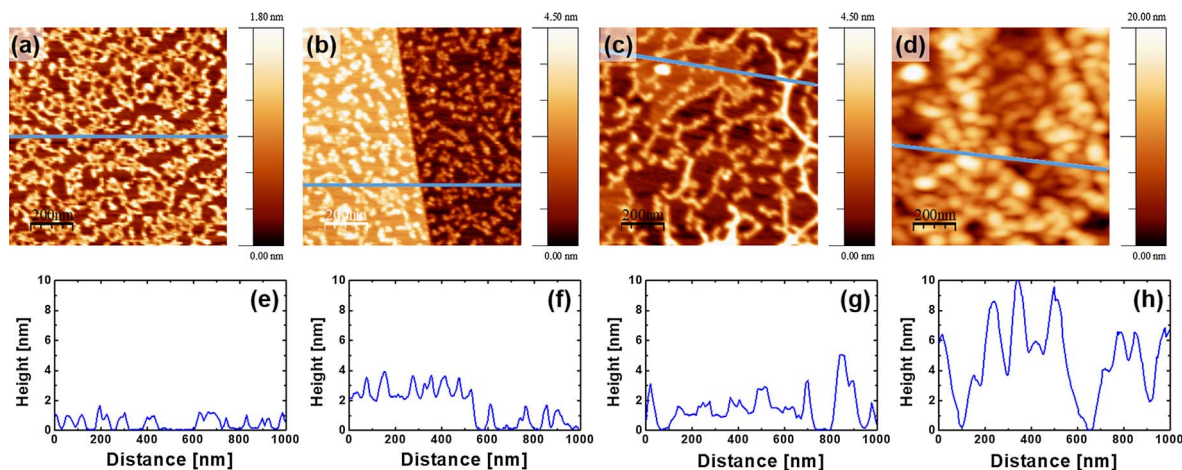 1.80 nm
4.50 nm
4.50 nm
20.00 nm
(a)
(b)
(c)
(d)
200nm
200nm
200nm
200nm
0.00 nm
0.00 nm
0.00 nm
0.00 nm
(e)
Height [nm]
10
8
6
4
2
0
0 200 400 600 800 1000
Distance [nm]
(f)
Height [nm]
10
8
6
4
2
0
0 200 400 600 800 1000
Distance [nm]
(g)
Height [nm]
10
8
6
4
2
0
0 200 400 600 800 1000
Distance [nm]
(h)
Height [nm]
10
8
6
4
2
0
0 200 400 600 800 1000
Distance [nm]